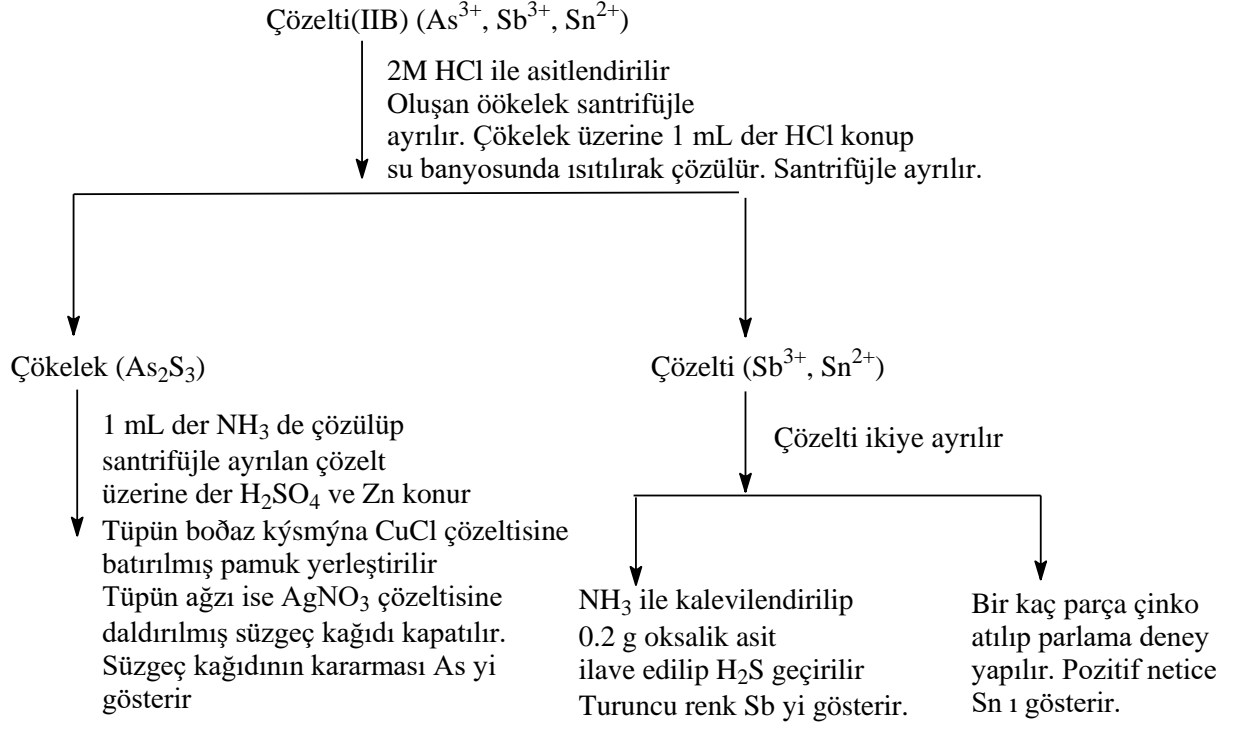 Çözelti(IIB) (As³⁺, Sb³⁺, Sn²⁺)
2M HCl ile asitlendirilir
Oluşan öökelek santrifüjle
ayrılır. Çökelek üzerine 1 mL der HCl konup
su banyosunda ısıtılırak çözülür. Santrifüjle ayrılır.
Çökelek (As₂S₃)
1 mL der NH₃ de çözülüp
santrifüjle ayrılan çözelt
üzerine der H₂SO₄ ve Zn konur
Tüpün boðaz kýsmýna CuCl çözeltisine
batırılmış pamuk yerleştirilir
Tüpün ağzı ise AgNO₃ çözeltisine
daldırılmış süzgeç kağıdı kapatılır.
Süzgeç kağıdının kararması As yi
gösterir
Çözelti (Sb³⁺, Sn²⁺)
Çözelti ikiye ayrılır
NH₃ ile kalevilendirilip
0.2 g oksalik asit
ilave edilip H₂S geçirilir
Turuncu renk Sb yi gösterir.
Bir kaç parça çinko
atılıp parlama deney
yapılır. Pozitif netice
Sn ı gösterir.